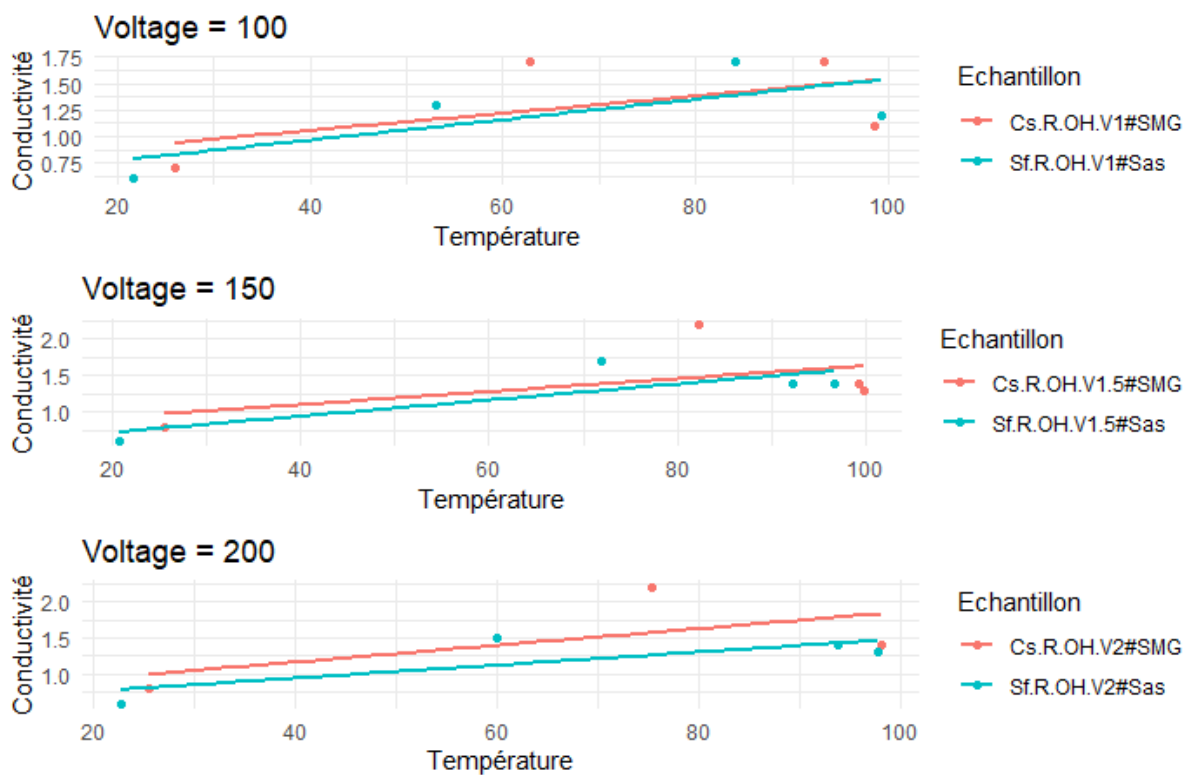 Voltage = 100
Conductivité
1.75
1.50
1.25
1.00
0.75
20 40 60 80 100
Température
Echantillon
Cs.R.OH.V1#SMG
Sf.R.OH.V1#Sas
Voltage = 150
Conductivité
2.0
1.5
1.0
20 40 60 80 100
Température
Echantillon
Cs.R.OH.V1.5#SMG
Sf.R.OH.V1.5#Sas
Voltage = 200
Conductivité
2.0
1.5
1.0
20 40 60 80 100
Température
Echantillon
Cs.R.OH.V2#SMG
Sf.R.OH.V2#Sas